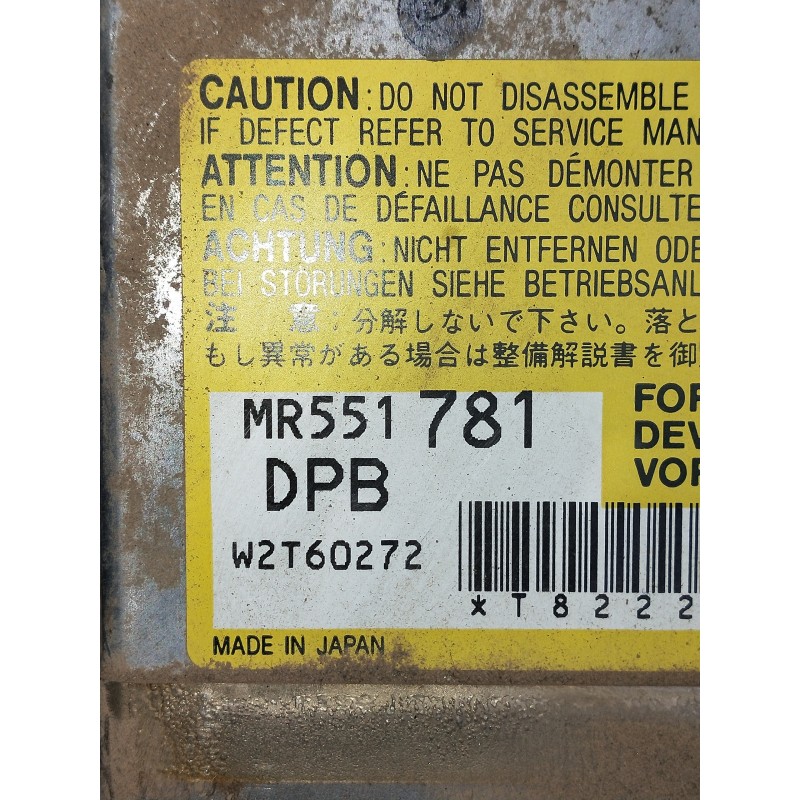 CAUTION:DO NOT DISASSEMBLE
IF DEFECT REFER TO SERVICE MAN
ATTENTION:NE PAS DÉMONTER
EN CAS DE DÉFAILLANCE CONSULTE
ACHTUNG:NICHT ENTFERNEN ODE
BEI STÖRUNGEN SIEHE BETRIEBSANL
注 意:分解しないで下さい。落と
もし異常がある場合は整備解説書を御
MR551 781
FOR
DEV
DPB
VOR
W2T60272
*T8222
MADE IN JAPAN